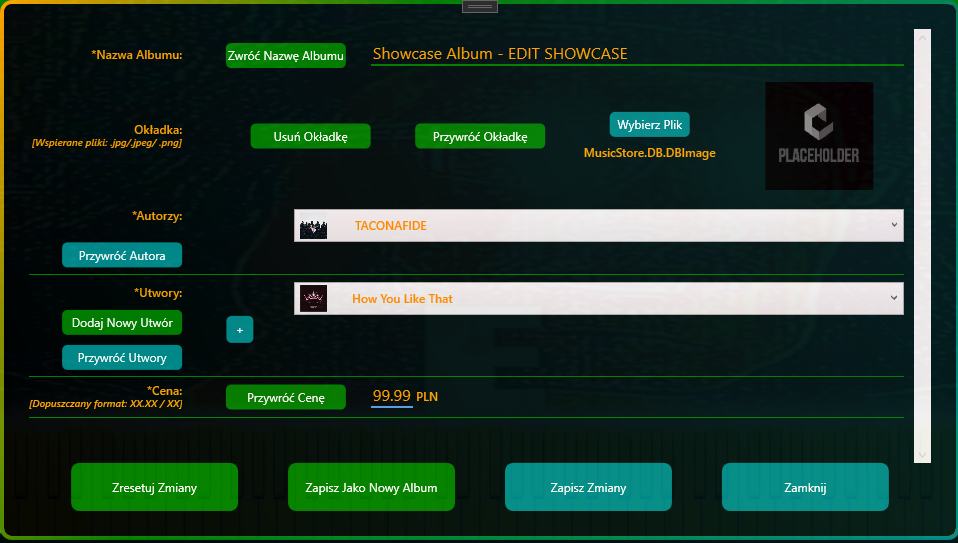 *Nazwa Albumu:
Zwróć Nazwę Albumu
Showcase Album - EDIT SHOWCASE
Okładka:
[Wspierane pliki: .jpg/.jpeg/ .png]
Usuń Okładkę
Przywróć Okładkę
Wybierz Plik
MusicStore.DB.DBImage
PLACEHOLDER
*Autorzy:
TACONAFIDE
Przywróć Autora
*Utwory:
How You Like That
Dodaj Nowy Utwór
+
Przywróć Utwory
*Cena:
[Dopuszczany format: XX.XX / XX]
Przywróć Cenę
99.99 PLN
Zresetuj Zmiany
Zapisz Jako Nowy Album
Zapisz Zmiany
Zamknij